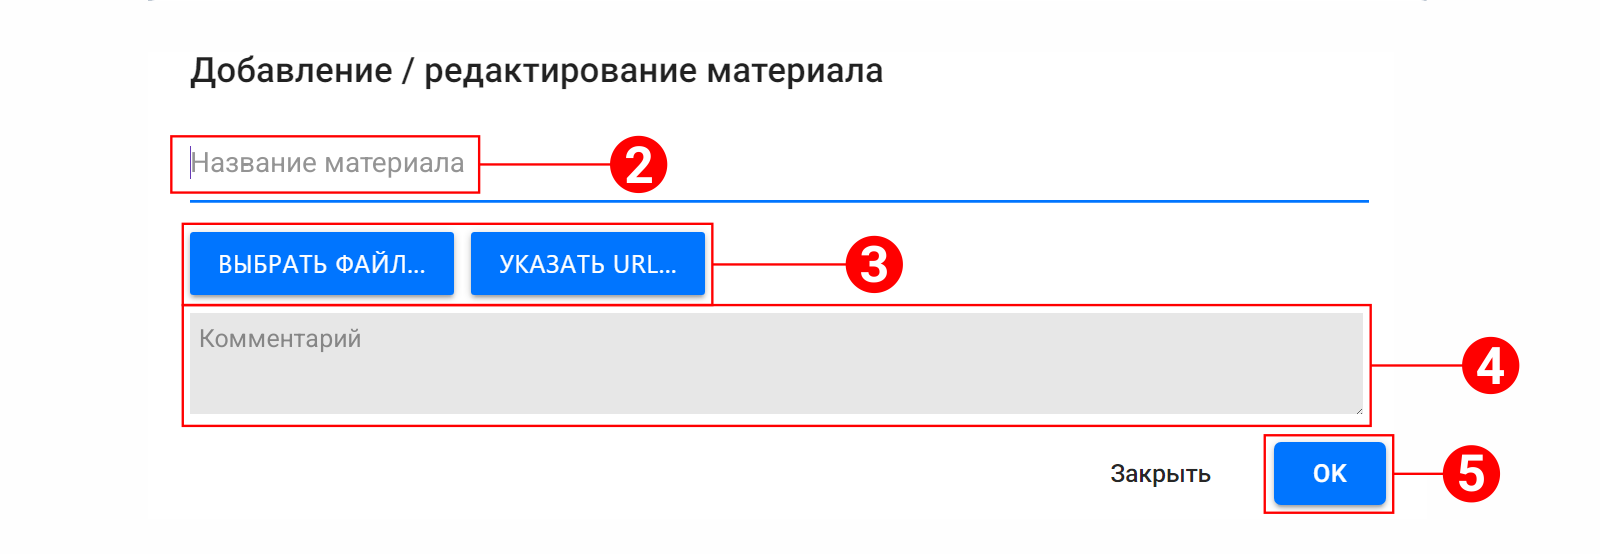 Добавление / редактирование материала
Название материала 2
ВЫБРАТЬ ФАЙЛ... УКАЗАТЬ URL... 3
Комментарий 4
Закрыть OK 5